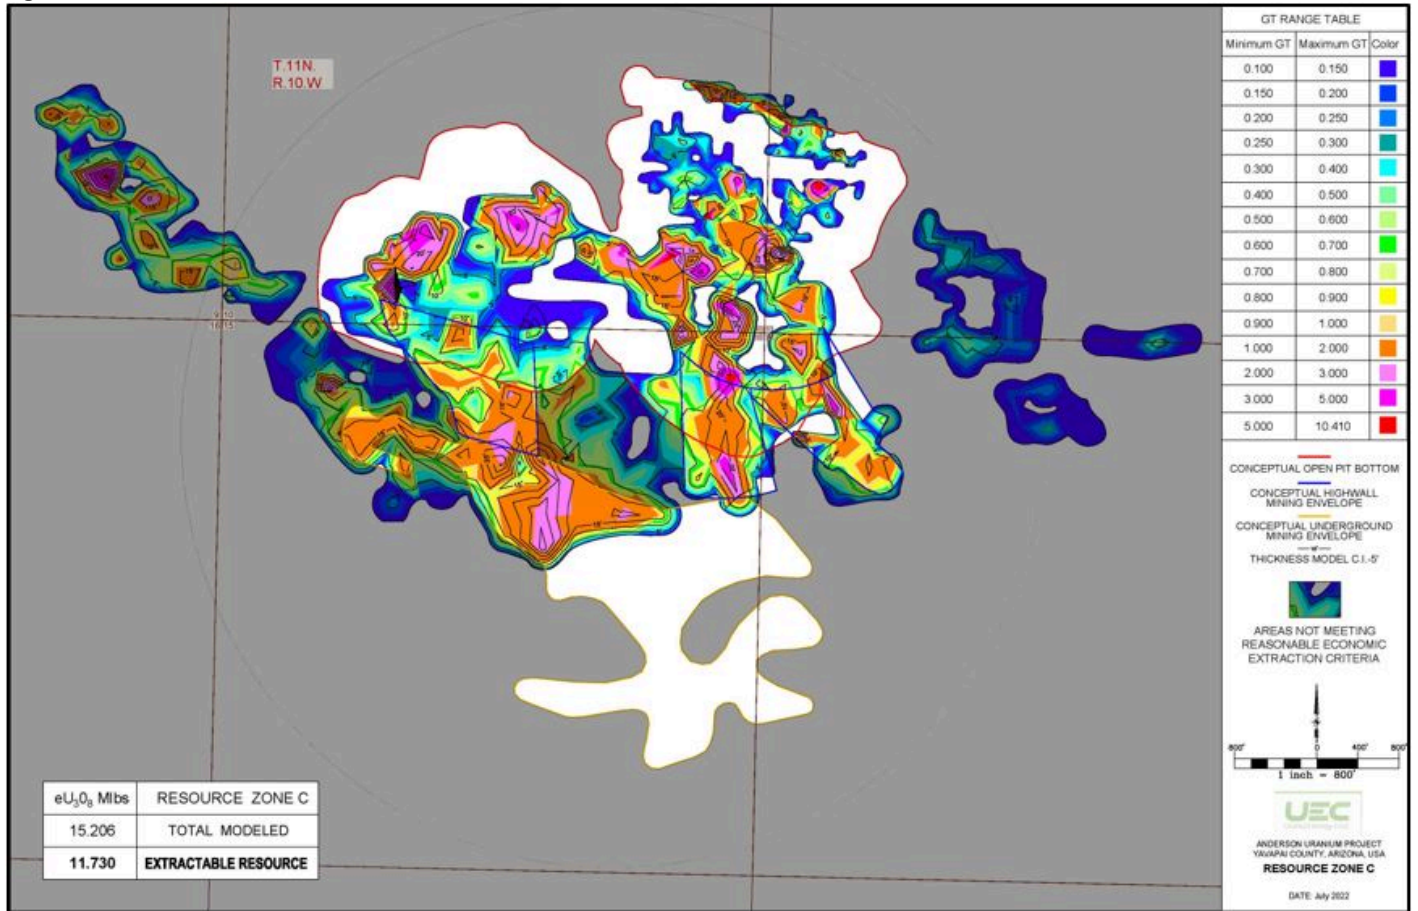 T.11N.
R.10.W
9 10
16 15
GT RANGE TABLE
Minimum GT Maximum GT Color
0.100 0.150
0.150 0.200
0.200 0.250
0.250 0.300
0.300 0.400
0.400 0.500
0.500 0.600
0.600 0.700
0.700 0.800
0.800 0.900
0.900 1.000
1.000 2.000
2.000 3.000
3.000 5.000
5.000 10.410
CONCEPTUAL OPEN PIT BOTTOM
CONCEPTUAL HIGHWALL
MINING ENVELOPE
CONCEPTUAL UNDERGROUND
MINING ENVELOPE
THICKNESS MODEL C.I.-5'
AREAS NOT MEETING
REASONABLE ECONOMIC
EXTRACTION CRITERIA
800' 0 400' 800'
1 inch = 800'
UEC
ANDERSON URANIUM PROJECT
YAVAPAI COUNTY, ARIZONA, USA
RESOURCE ZONE C
DATE: July 2022
eU₃0₈ Mlbs RESOURCE ZONE C
15.206 TOTAL MODELED
11.730 EXTRACTABLE RESOURCE